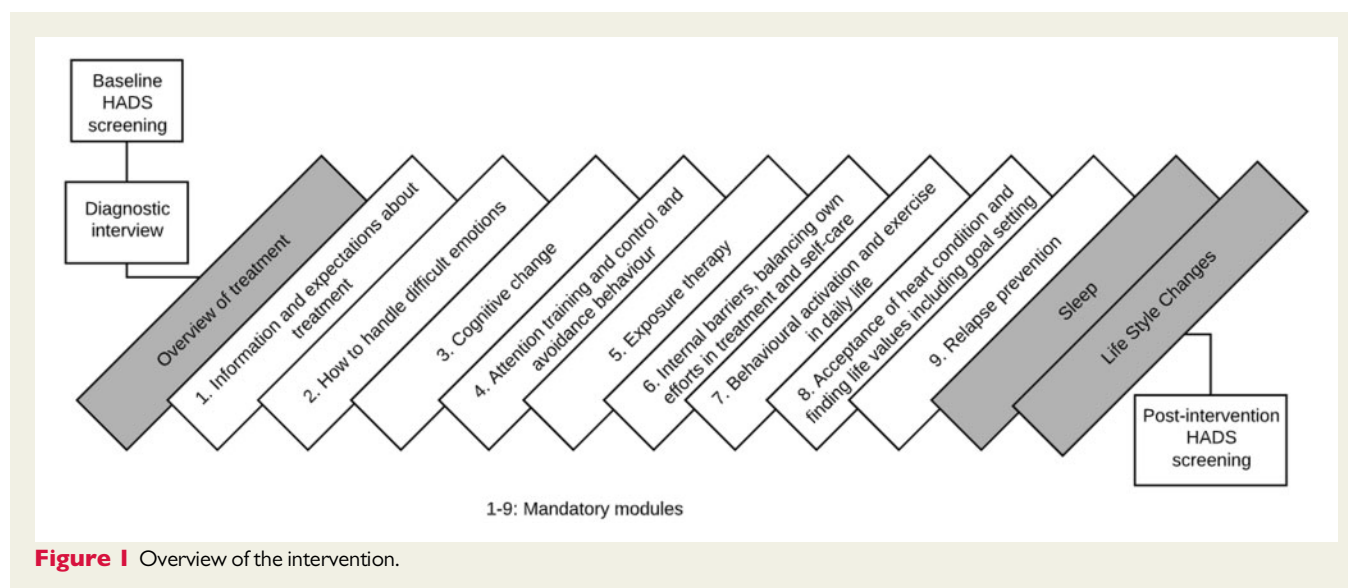 Baseline
HADS
screening
Diagnostic
interview
Overview of treatment
1. Information and expectations about
treatment
2. How to handle difficult emotions
3. Cognitive change
4. Attention training and control and
avoidance behaviour
5. Exposure therapy
6. Internal barriers, balancing own
efforts in treatment and self-care
7. Behavioural activation and exercise
in daily life
8. Acceptance of heart condition and
finding life values including goal setting
9. Relapse prevention
Sleep
Life Style Changes
Post-intervention
HADS
screening
1-9: Mandatory modules
Figure 1 Overview of the intervention.